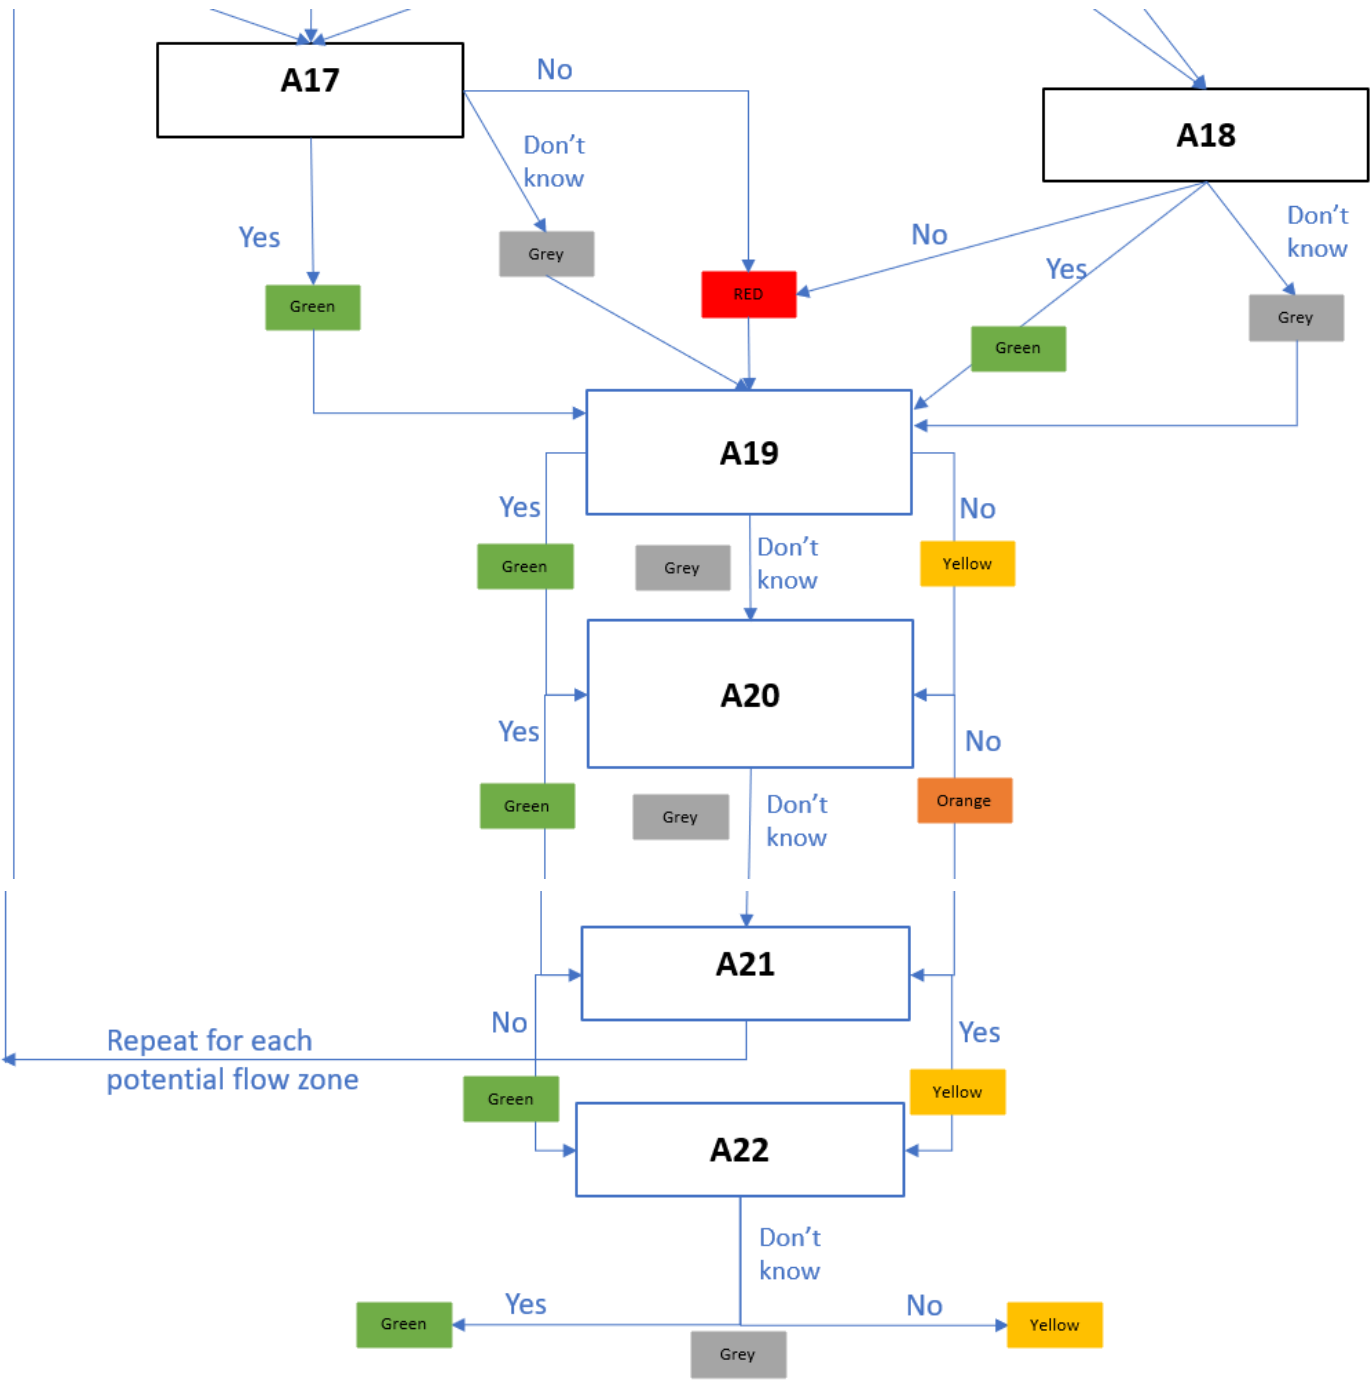 A17
No
Don't
know
A18
Yes
Grey
RED
No
Yes
Don't
know
Green
Green
Grey
A19
Yes
No
Green
Grey
Don't
know
Yellow
A20
Yes
No
Green
Grey
Don't
know
Orange
A21
No
Yes
Repeat for each
potential flow zone
Green
Yellow
A22
Don't
know
Green
Yes
No
Yellow
Grey